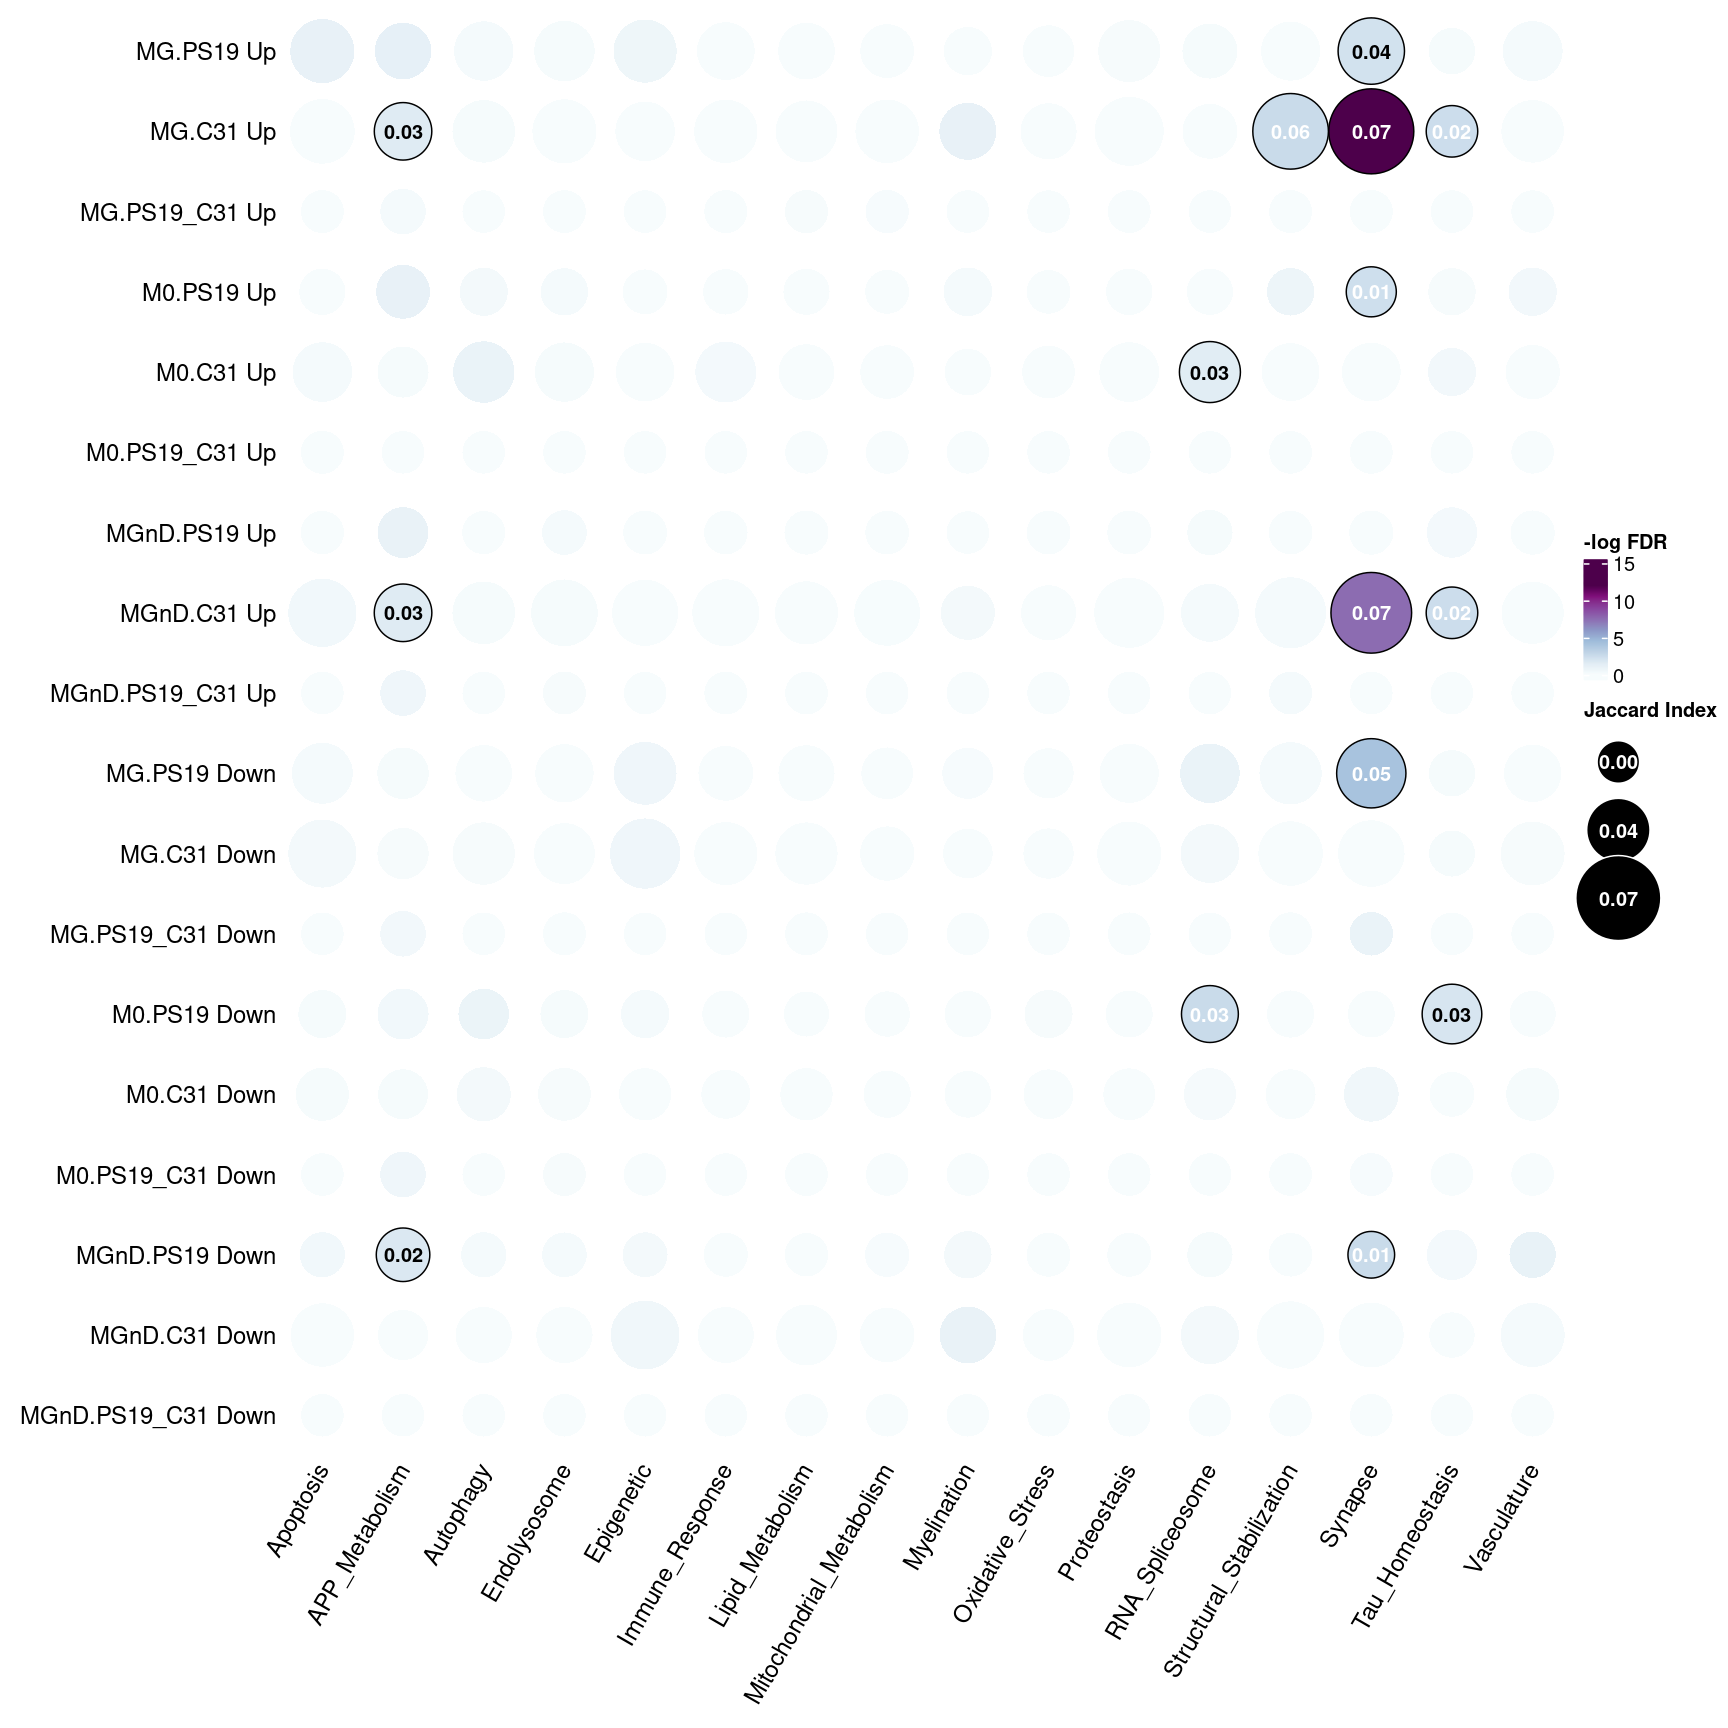 MG.PS19 Up 0.04
MG.C31 Up 0.03 0.06 0.07 0.02
MG.PS19_C31 Up
M0.PS19 Up 0.01
M0.C31 Up 0.03
M0.PS19_C31 Up
MGnD.PS19 Up
MGnD.C31 Up 0.03 0.07 0.02
MGnD.PS19_C31 Up
MG.PS19 Down 0.05
MG.C31 Down
MG.PS19_C31 Down
M0.PS19 Down 0.03 0.03
M0.C31 Down
M0.PS19_C31 Down
MGnD.PS19 Down 0.02 0.01
MGnD.C31 Down
MGnD.PS19_C31 Down
Apoptosis
APP_Metabolism
Autophagy
Endolysosome
Epigenetic
Immune_Response
Lipid_Metabolism
Mitochondrial_Metabolism
Myelination
Oxidative_Stress
Proteostasis
RNA_Spliceosome
Structural_Stabilization
Synapse
Tau_Homeostasis
Vasculature
-log FDR
15
10
5
0
Jaccard Index
0.00
0.04
0.07